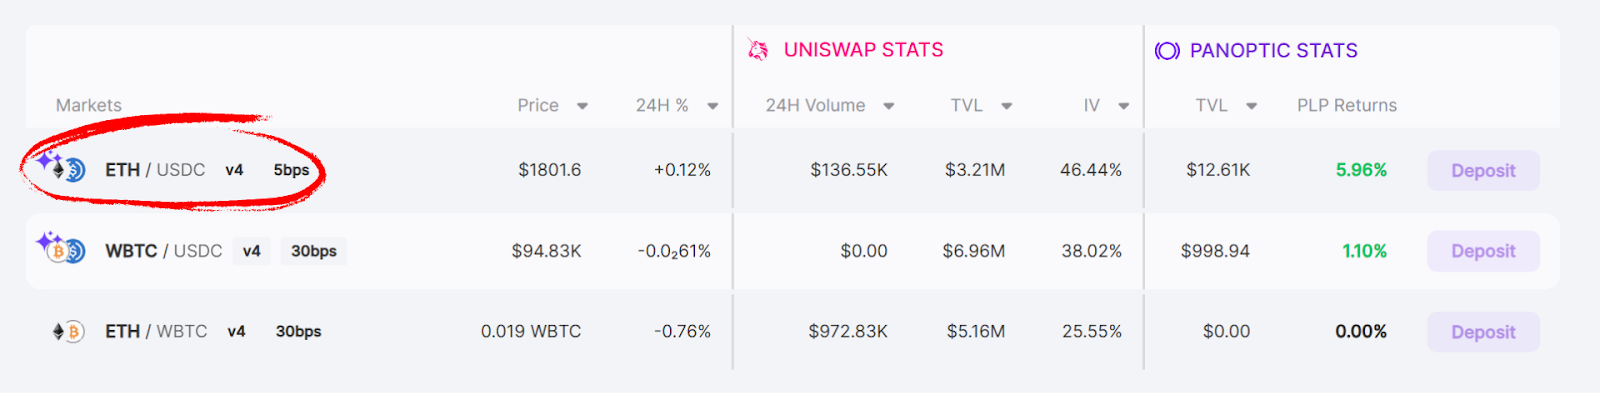 UNISWAP STATS PANOPTIC STATS
Markets Price 24H % 24H Volume TVL IV TVL PLP Returns
ETH / USDC v4 5bps $1801.6 +0.12% $136.55K $3.21M 46.44% $12.61K 5.96% Deposit
WBTC / USDC v4 30bps $94.83K -0.0₂61% $0.00 $6.96M 38.02% $998.94 1.10% Deposit
ETH / WBTC v4 30bps 0.019 WBTC -0.76% $972.83K $5.16M 25.55% $0.00 0.00% Deposit